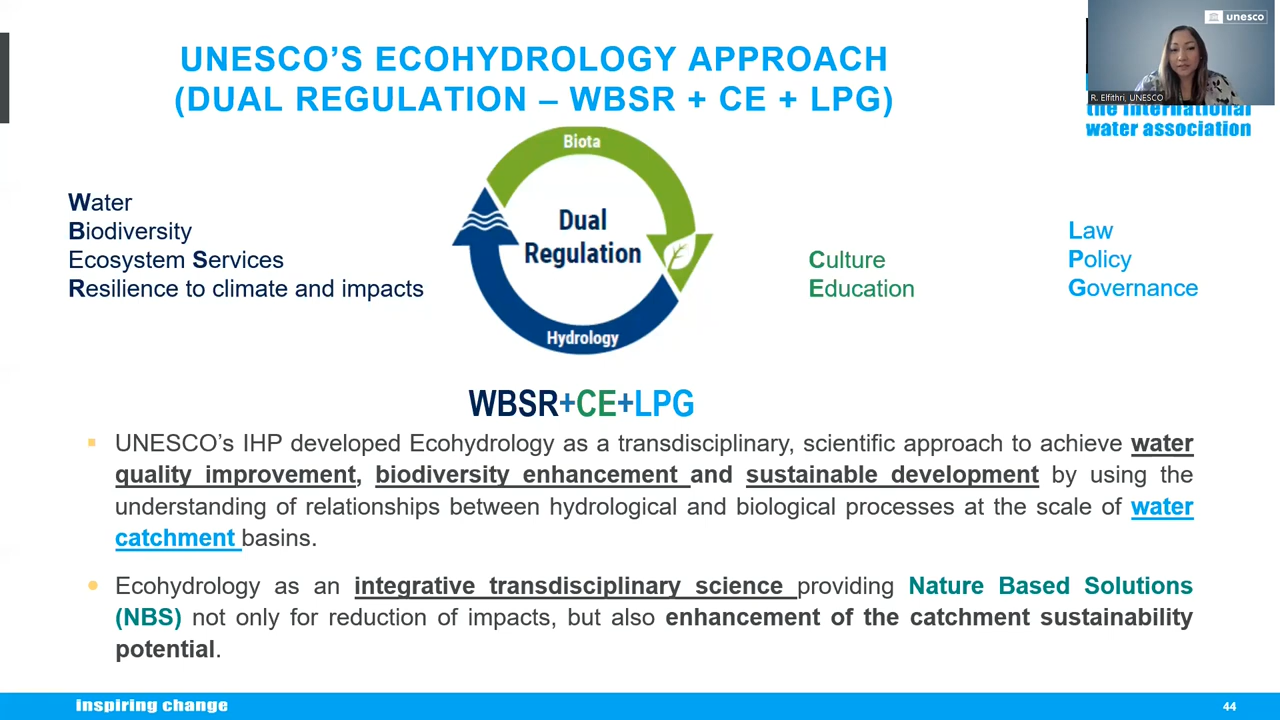 UNESCO’S ECOHYDROLOGY APPROACH
(DUAL REGULATION – WBSR + CE + LPG)
unesco
R. Elfithri, UNESCO
the international
water association
Biota
Dual
Regulation
Hydrology
Water
Biodiversity
Ecosystem Services
Resilience to climate and impacts
Culture
Education
Law
Policy
Governance
WBSR+CE+LPG
UNESCO’s IHP developed Ecohydrology as a transdisciplinary, scientific approach to achieve water
quality improvement, biodiversity enhancement and sustainable development by using the
understanding of relationships between hydrological and biological processes at the scale of water
catchment basins.
Ecohydrology as an integrative transdisciplinary science providing Nature Based Solutions
(NBS) not only for reduction of impacts, but also enhancement of the catchment sustainability
potential.
inspiring change
44